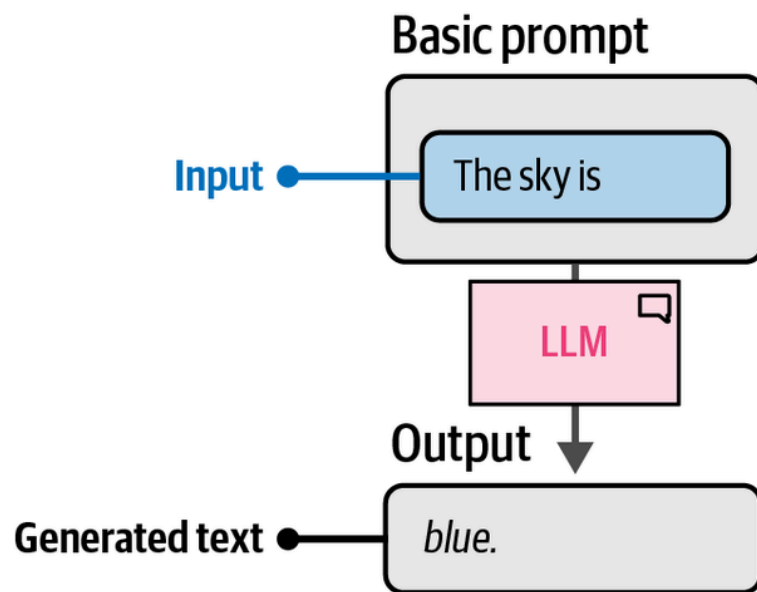 Basic prompt
Input
The sky is
LLM
Output
Generated text
blue.